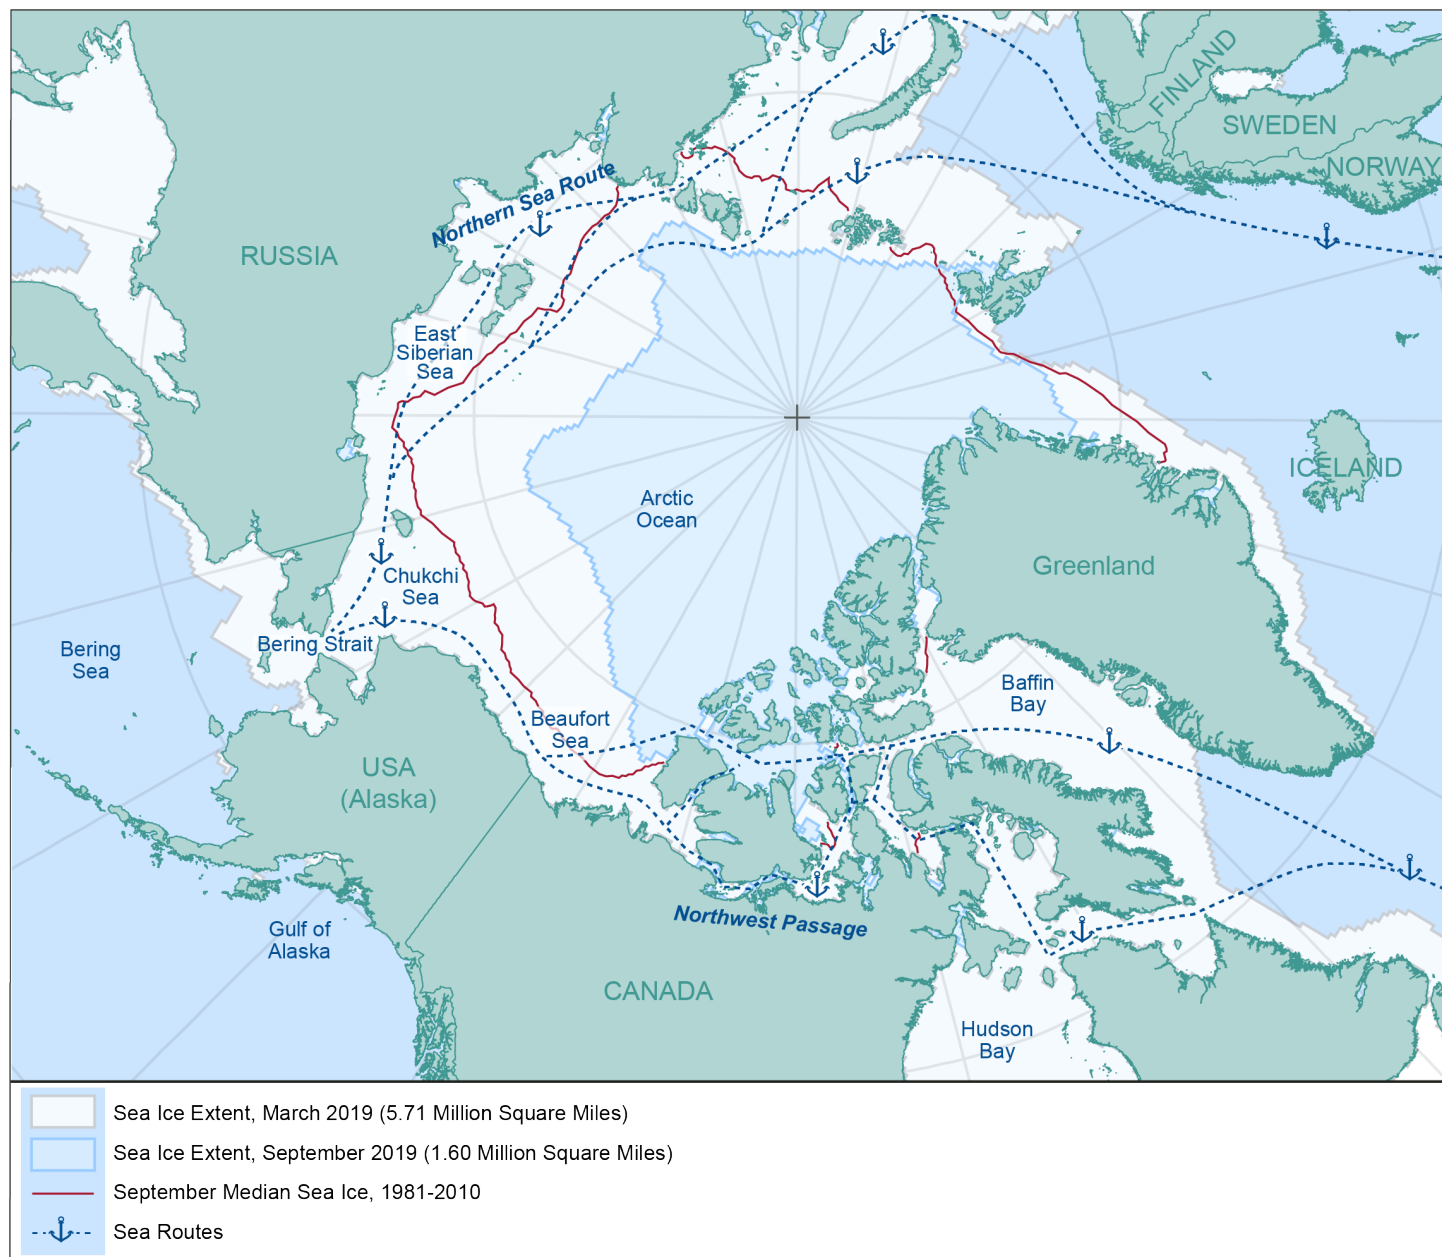 FINLAND
SWEDEN
NORWAY
Northern Sea Route
RUSSIA
East
Siberian
Sea
ICELAND
Arctic
Ocean
Greenland
Chukchi
Sea
Bering Strait
Bering
Sea
Baffin
Bay
Beaufort
Sea
USA
(Alaska)
Northwest Passage
Gulf of
Alaska
CANADA
Hudson
Bay
Sea Ice Extent, March 2019 (5.71 Million Square Miles)
Sea Ice Extent, September 2019 (1.60 Million Square Miles)
September Median Sea Ice, 1981-2010
Sea Routes